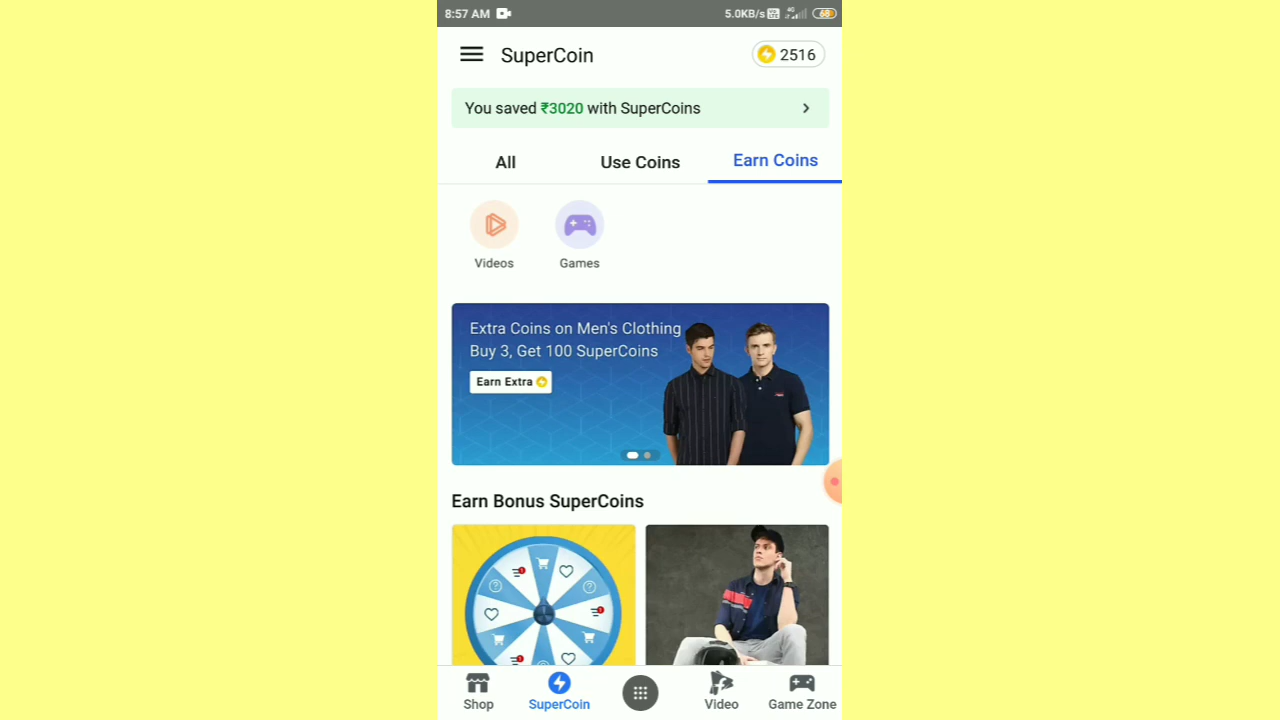 8:57 AM
5.0KB/s
4G
68
SuperCoin
2516
You saved ₹3020 with SuperCoins
All
Use Coins
Earn Coins
Videos
Games
Extra Coins on Men's Clothing
Buy 3, Get 100 SuperCoins
Earn Extra
Earn Bonus SuperCoins
Shop
SuperCoin
Video
Game Zone